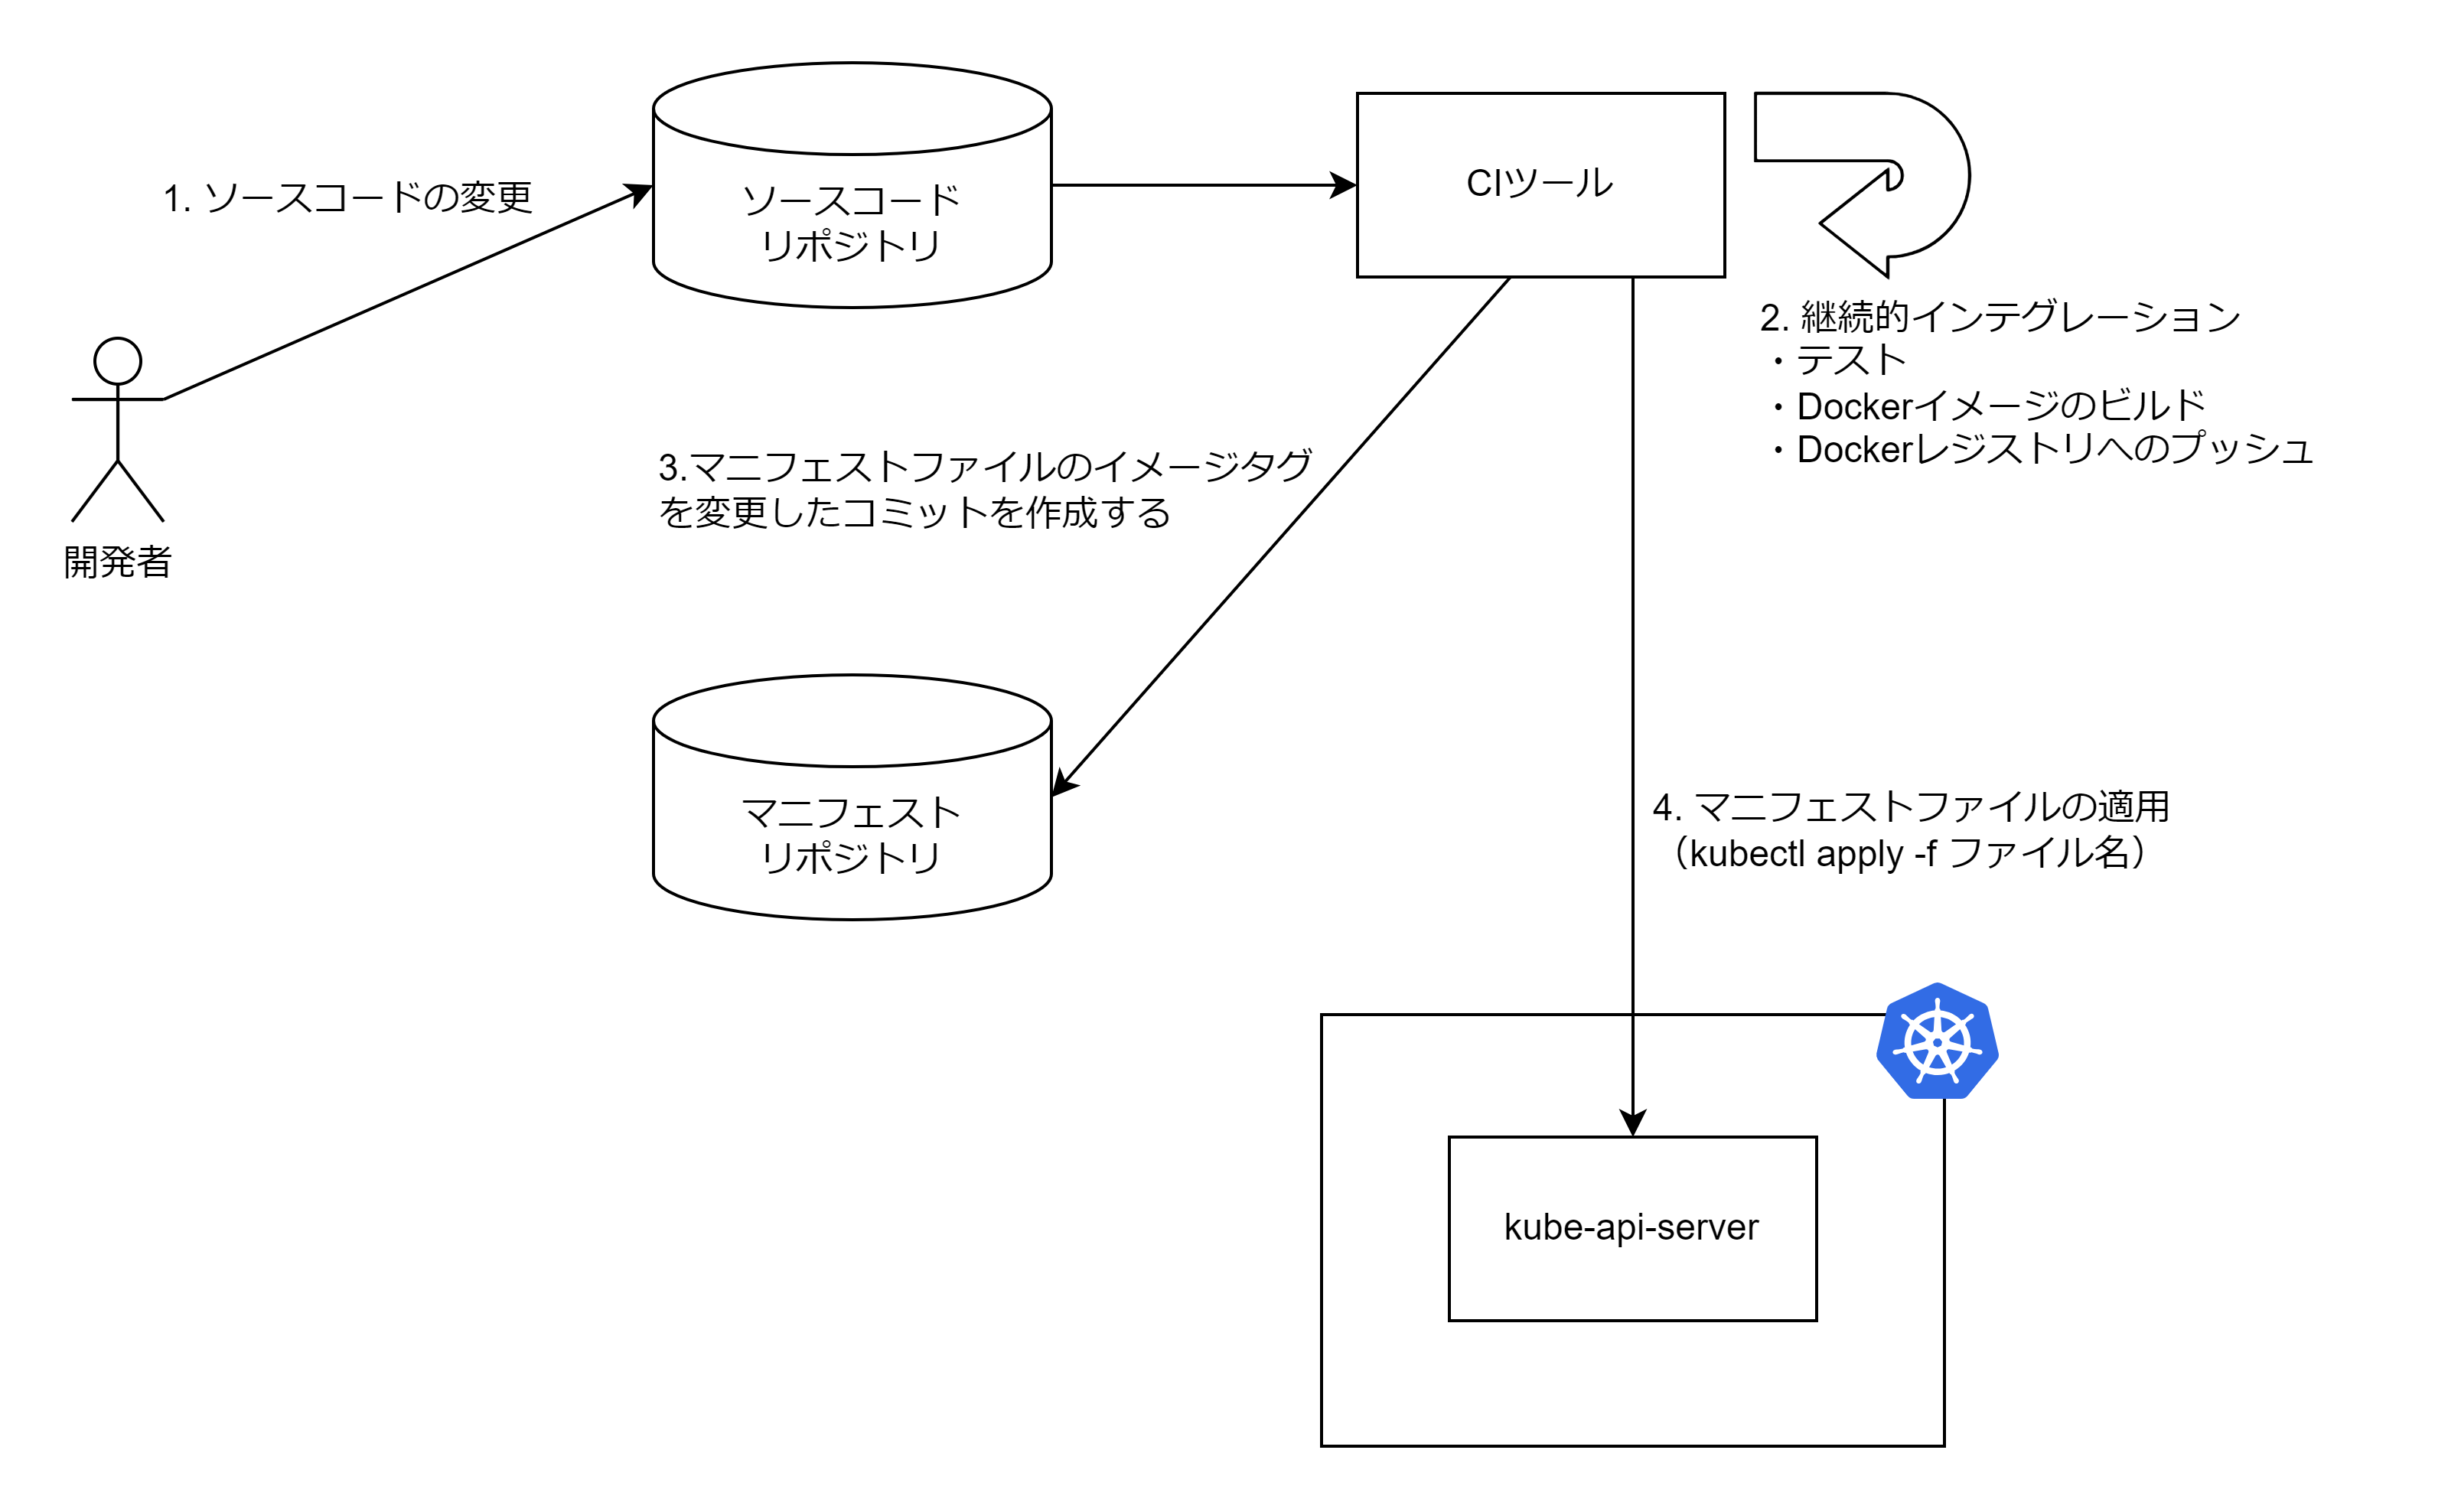 1. ソースコードの変更
ソースコード
リポジトリ
CIツール
2. 継続的インテグレーション
・テスト
・Dockerイメージのビルド
・Dockerレジストリへのプッシュ
開発者
3.マニフェストファイルのイメージタグ
を変更したコミットを作成する
マニフェスト
リポジトリ
4. マニフェストファイルの適用
（kubectl apply -f ファイル名）
kube-api-server